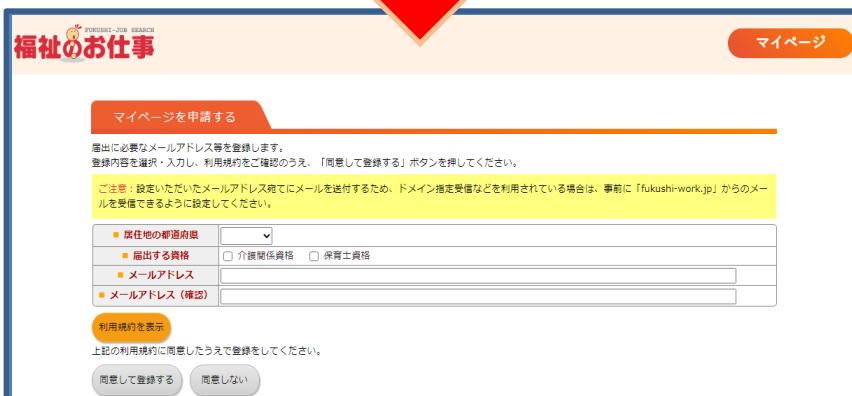 FUKUSHI-JOB SEARCH
福祉のお仕事
マイページ
マイページを申請する
届出に必要なメールアドレス等を登録します。
登録内容を選択・入力し、利用規約をご確認のうえ、「同意して登録する」ボタンを押してください。
ご注意：設定いただいたメールアドレス宛てにメールを送付するため、ドメイン指定受信などを利用されている場合は、事前に「fukushi-work.jp」からのメー
ルを受信できるように設定してください。
居住地の都道府県
届出する資格 介護関係資格 保育士資格
メールアドレス
メールアドレス（確認）
利用規約を表示
上記の利用規約に同意したうえで登録をしてください。
同意して登録する 同意しない